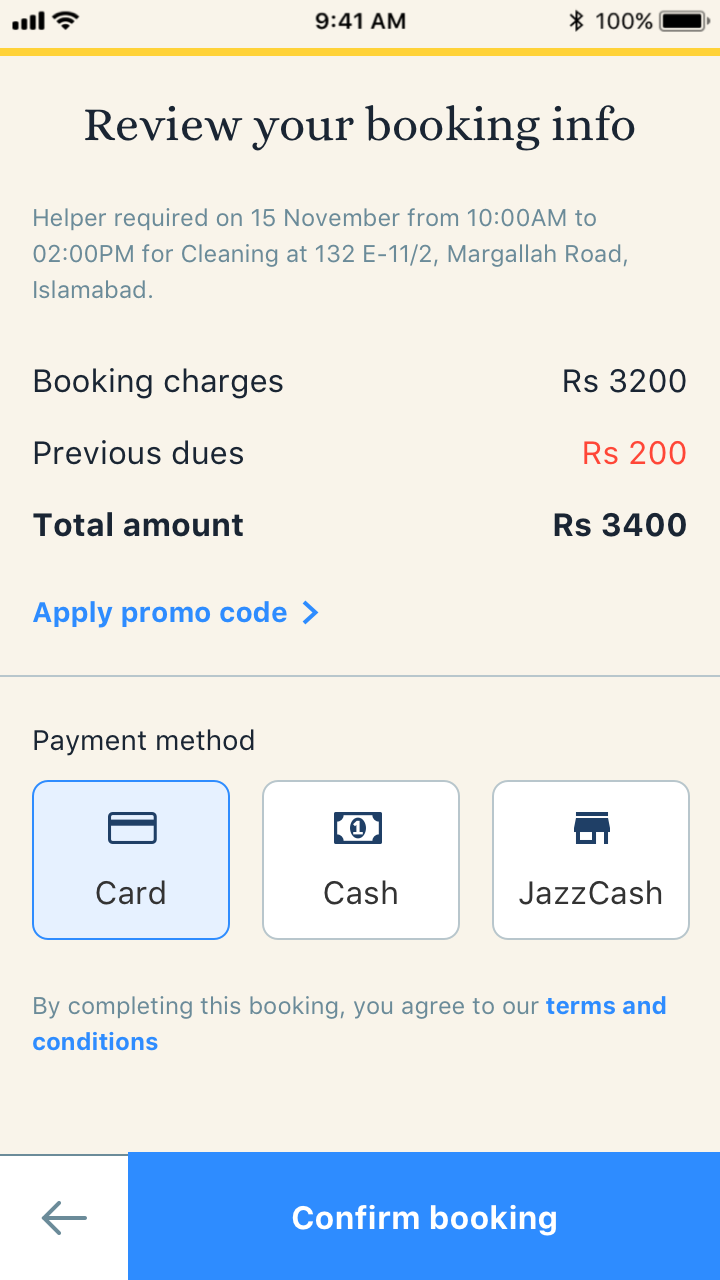 9:41 AM 100%
Review your booking info
Helper required on 15 November from 10:00AM to
02:00PM for Cleaning at 132 E-11/2, Margallah Road,
Islamabad.
Booking charges Rs 3200
Previous dues Rs 200
Total amount Rs 3400
Apply promo code
Payment method
1
Card Cash JazzCash
By completing this booking, you agree to our terms and
conditions
Confirm booking